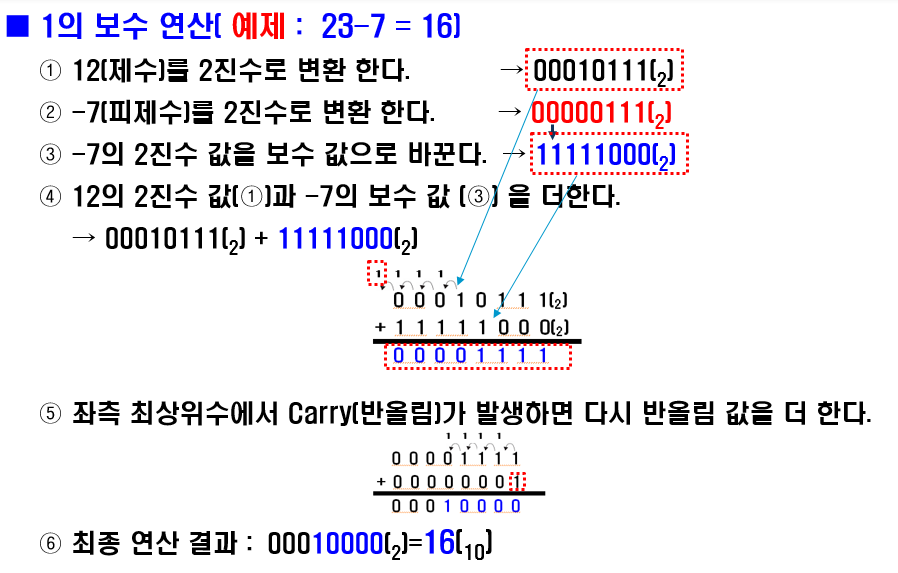 ■ 1의 보수 연산( 예제 : 23-7 = 16)
① 12(제수)를 2진수로 변환 한다. → 00010111(2)
② -7(피제수)를 2진수로 변환 한다. → 00000111(2)
③ -7의 2진수 값을 보수 값으로 바꾼다. → 11111000(2)
④ 12의 2진수 값(①)과 -7의 보수 값 (③) 을 더한다.
→ 00010111(2) + 11111000(2)
1 1 1 1
0 0 0 1 0 1 1 1(2)
+ 1 1 1 1 1 0 0 0(2)
0 0 0 0 1 1 1 1
⑤ 좌측 최상위수에서 Carry(반올림)가 발생하면 다시 반올림 값을 더 한다.
1 1 1 1
0 0 0 0 1 1 1 1
+ 0 0 0 0 0 0 0 1
0 0 0 1 0 0 0 0
⑥ 최종 연산 결과 : 00010000(2)=16(10)